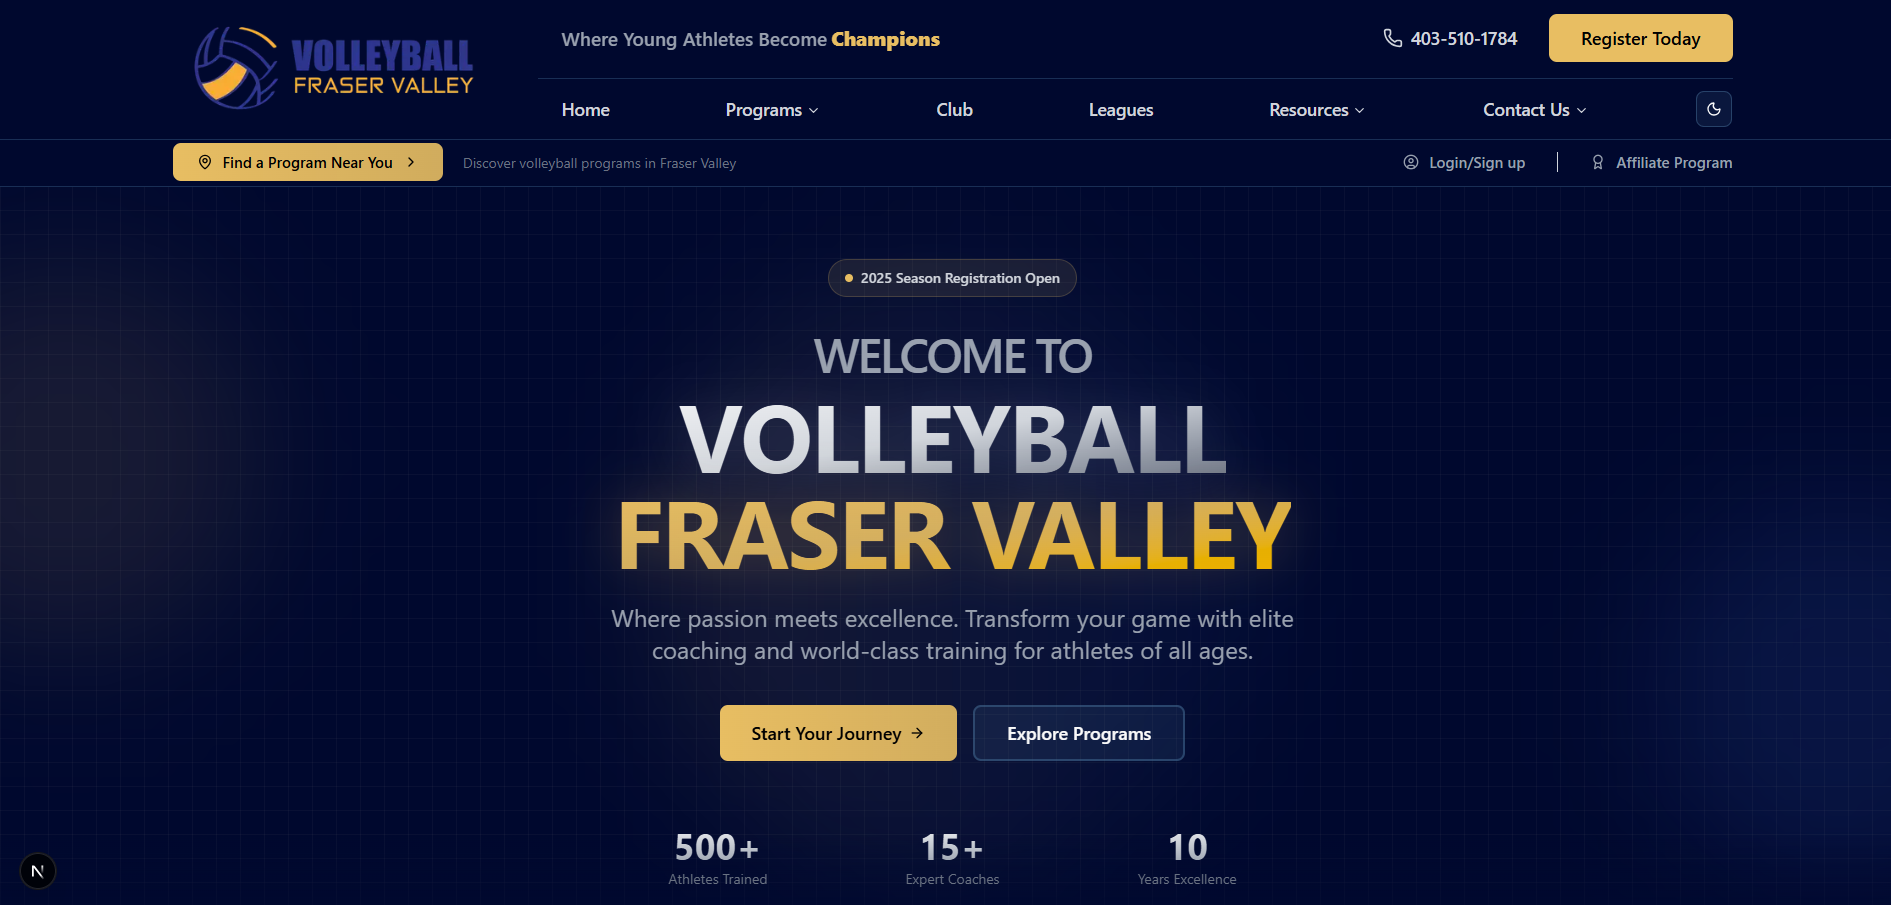 VOLLEYBALL
FRASER VALLEY
Where Young Athletes Become Champions
403-510-1784
Register Today
Home
Programs
Club
Leagues
Resources
Contact Us
Find a Program Near You
Discover volleyball programs in Fraser Valley
Login/Sign up
Affiliate Program
2025 Season Registration Open
WELCOME TO
VOLLEYBALL
FRASER VALLEY
Where passion meets excellence. Transform your game with elite
coaching and world-class training for athletes of all ages.
Start Your Journey
Explore Programs
500+
Athletes Trained
15+
Expert Coaches
10
Years Excellence
N